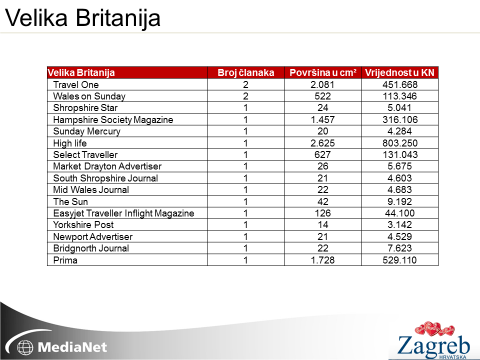 Velika Britanija
Velika Britanija Broj članaka Površina u cm² Vrijednost u KN
Travel One 2 2.081 451.668
Wales on Sunday 2 522 113.346
Shropshire Star 1 24 5.041
Hampshire Society Magazine 1 1.457 316.106
Sunday Mercury 1 20 4.284
High life 1 2.625 803.250
Select Traveller 1 627 131.043
Market Drayton Advertiser 1 26 5.675
South Shropshire Journal 1 21 4.603
Mid Wales Journal 1 22 4.683
The Sun 1 42 9.192
Easyjet Traveller Inflight Magazine 1 126 44.100
Yorkshire Post 1 14 3.142
Newport Advertiser 1 21 4.529
Bridgnorth Journal 1 22 7.623
Prima 1 1.728 529.110
MediaNet
Zagreb
HRVATSKA